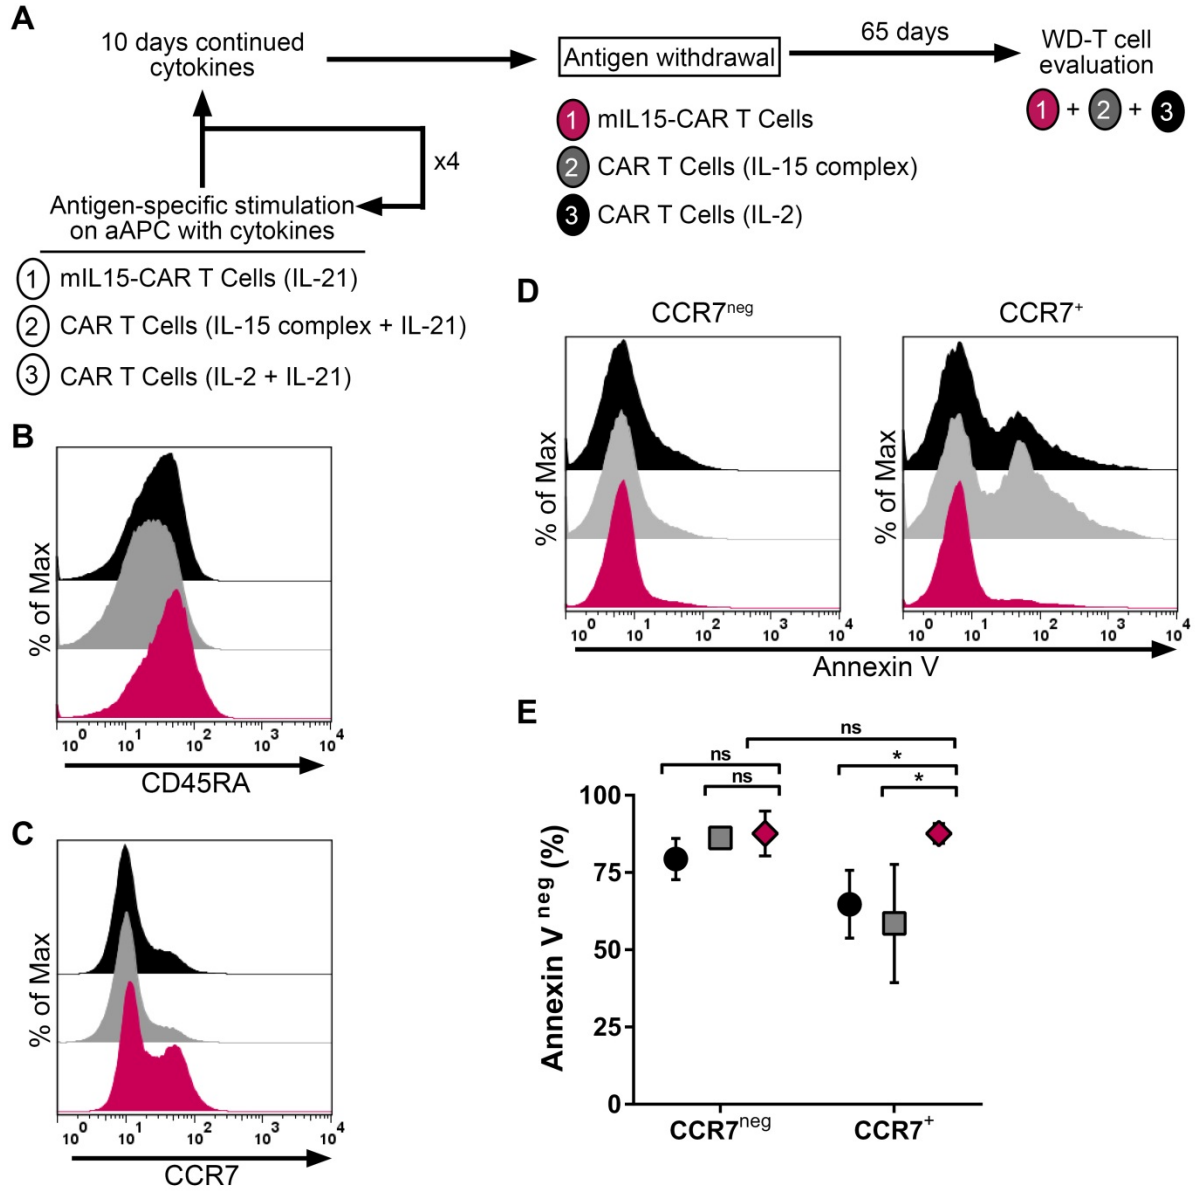 A
10 days continued
cytokines
Antigen withdrawal
65 days
WD-T cell
evaluation
1 + 2 + 3
x4
1 mIL15-CAR T Cells
2 CAR T Cells (IL-15 complex)
3 CAR T Cells (IL-2)
Antigen-specific stimulation
on aAPC with cytokines
1 mIL15-CAR T Cells (IL-21)
2 CAR T Cells (IL-15 complex + IL-21)
3 CAR T Cells (IL-2 + IL-21)
B
% of Max
10^0 10^1 10^2 10^3 10^4
CD45RA
C
% of Max
10^0 10^1 10^2 10^3 10^4
CCR7
D
CCR7^neg
CCR7^+
% of Max
% of Max
10^0 10^1 10^2 10^3 10^4
10^0 10^1 10^2 10^3 10^4
Annexin V
E
ns
ns
ns
*
*
Annexin V^neg (%)
100
75
50
25
0
CCR7^neg
CCR7^+